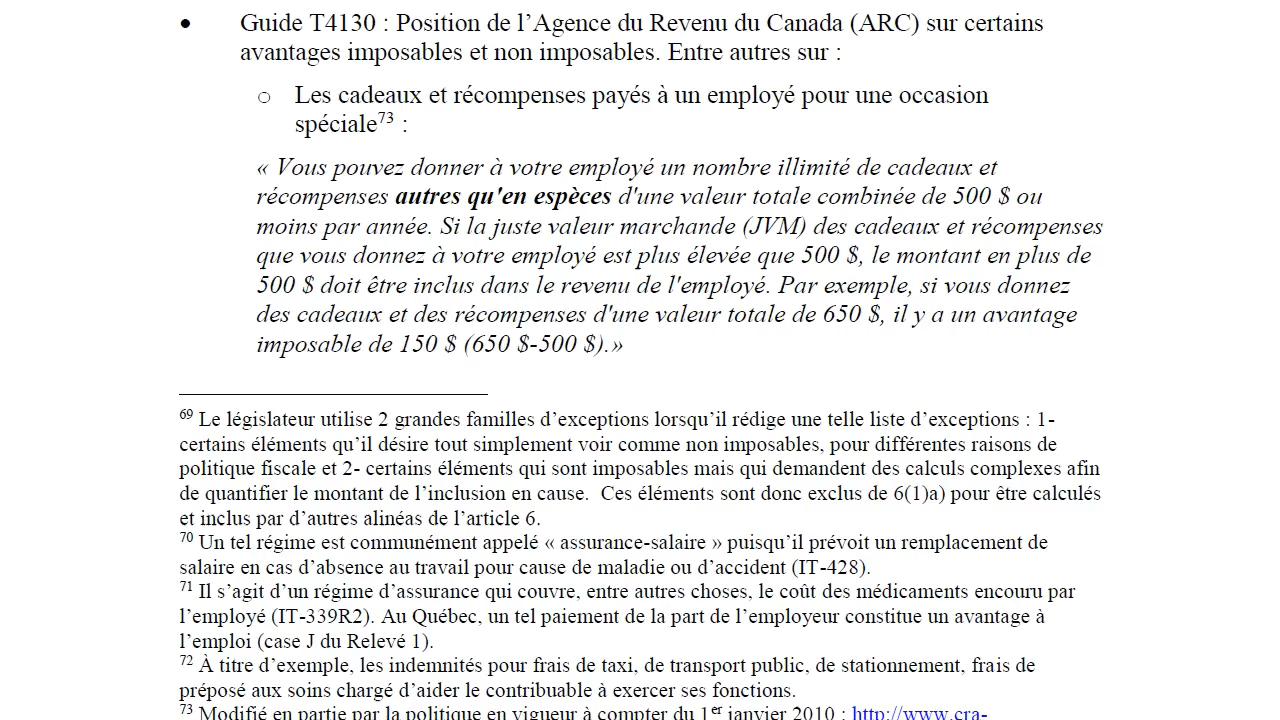 • Guide T4130 : Position de l’Agence du Revenu du Canada (ARC) sur certains
avantages imposables et non imposables. Entre autres sur :
o Les cadeaux et récompenses payés à un employé pour une occasion
spéciale73 :
« Vous pouvez donner à votre employé un nombre illimité de cadeaux et
récompenses autres qu'en espèces d'une valeur totale combinée de 500 $ ou
moins par année. Si la juste valeur marchande (JVM) des cadeaux et récompenses
que vous donnez à votre employé est plus élevée que 500 $, le montant en plus de
500 $ doit être inclus dans le revenu de l'employé. Par exemple, si vous donnez
des cadeaux et des récompenses d'une valeur totale de 650 $, il y a un avantage
imposable de 150 $ (650 $-500 $).»
69 Le législateur utilise 2 grandes familles d’exceptions lorsqu’il rédige une telle liste d’exceptions : 1-
certains éléments qu’il désire tout simplement voir comme non imposables, pour différentes raisons de
politique fiscale et 2- certains éléments qui sont imposables mais qui demandent des calculs complexes afin
de quantifier le montant de l’inclusion en cause.  Ces éléments sont donc exclus de 6(1)a) pour être calculés
et inclus par d’autres alinéas de l’article 6.
70 Un tel régime est communément appelé « assurance-salaire » puisqu’il prévoit un remplacement de
salaire en cas d’absence au travail pour cause de maladie ou d’accident (IT-428).
71 Il s’agit d’un régime d’assurance qui couvre, entre autres choses, le coût des médicaments encouru par
l’employé (IT-339R2). Au Québec, un tel paiement de la part de l’employeur constitue un avantage à
l’emploi (case J du Relevé 1).
72 À titre d’exemple, les indemnités pour frais de taxi, de transport public, de stationnement, frais de
préposé aux soins chargé d’aider le contribuable à exercer ses fonctions.
73 Modifié en partie par la politique en vigueur à compter du 1er janvier 2010 : http://www.cra-